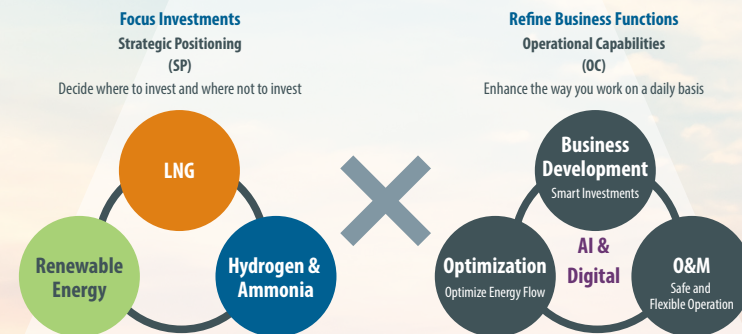 Focus Investments
Strategic Positioning
(SP)
Decide where to invest and where not to invest
LNG
Renewable
Energy
Hydrogen &
Ammonia
Refine Business Functions
Operational Capabilities
(OC)
Enhance the way you work on a daily basis
Business
Development
Smart Investments
Optimization
Optimize Energy Flow
AI &
Digital
O&M
Safe and
Flexible Operation